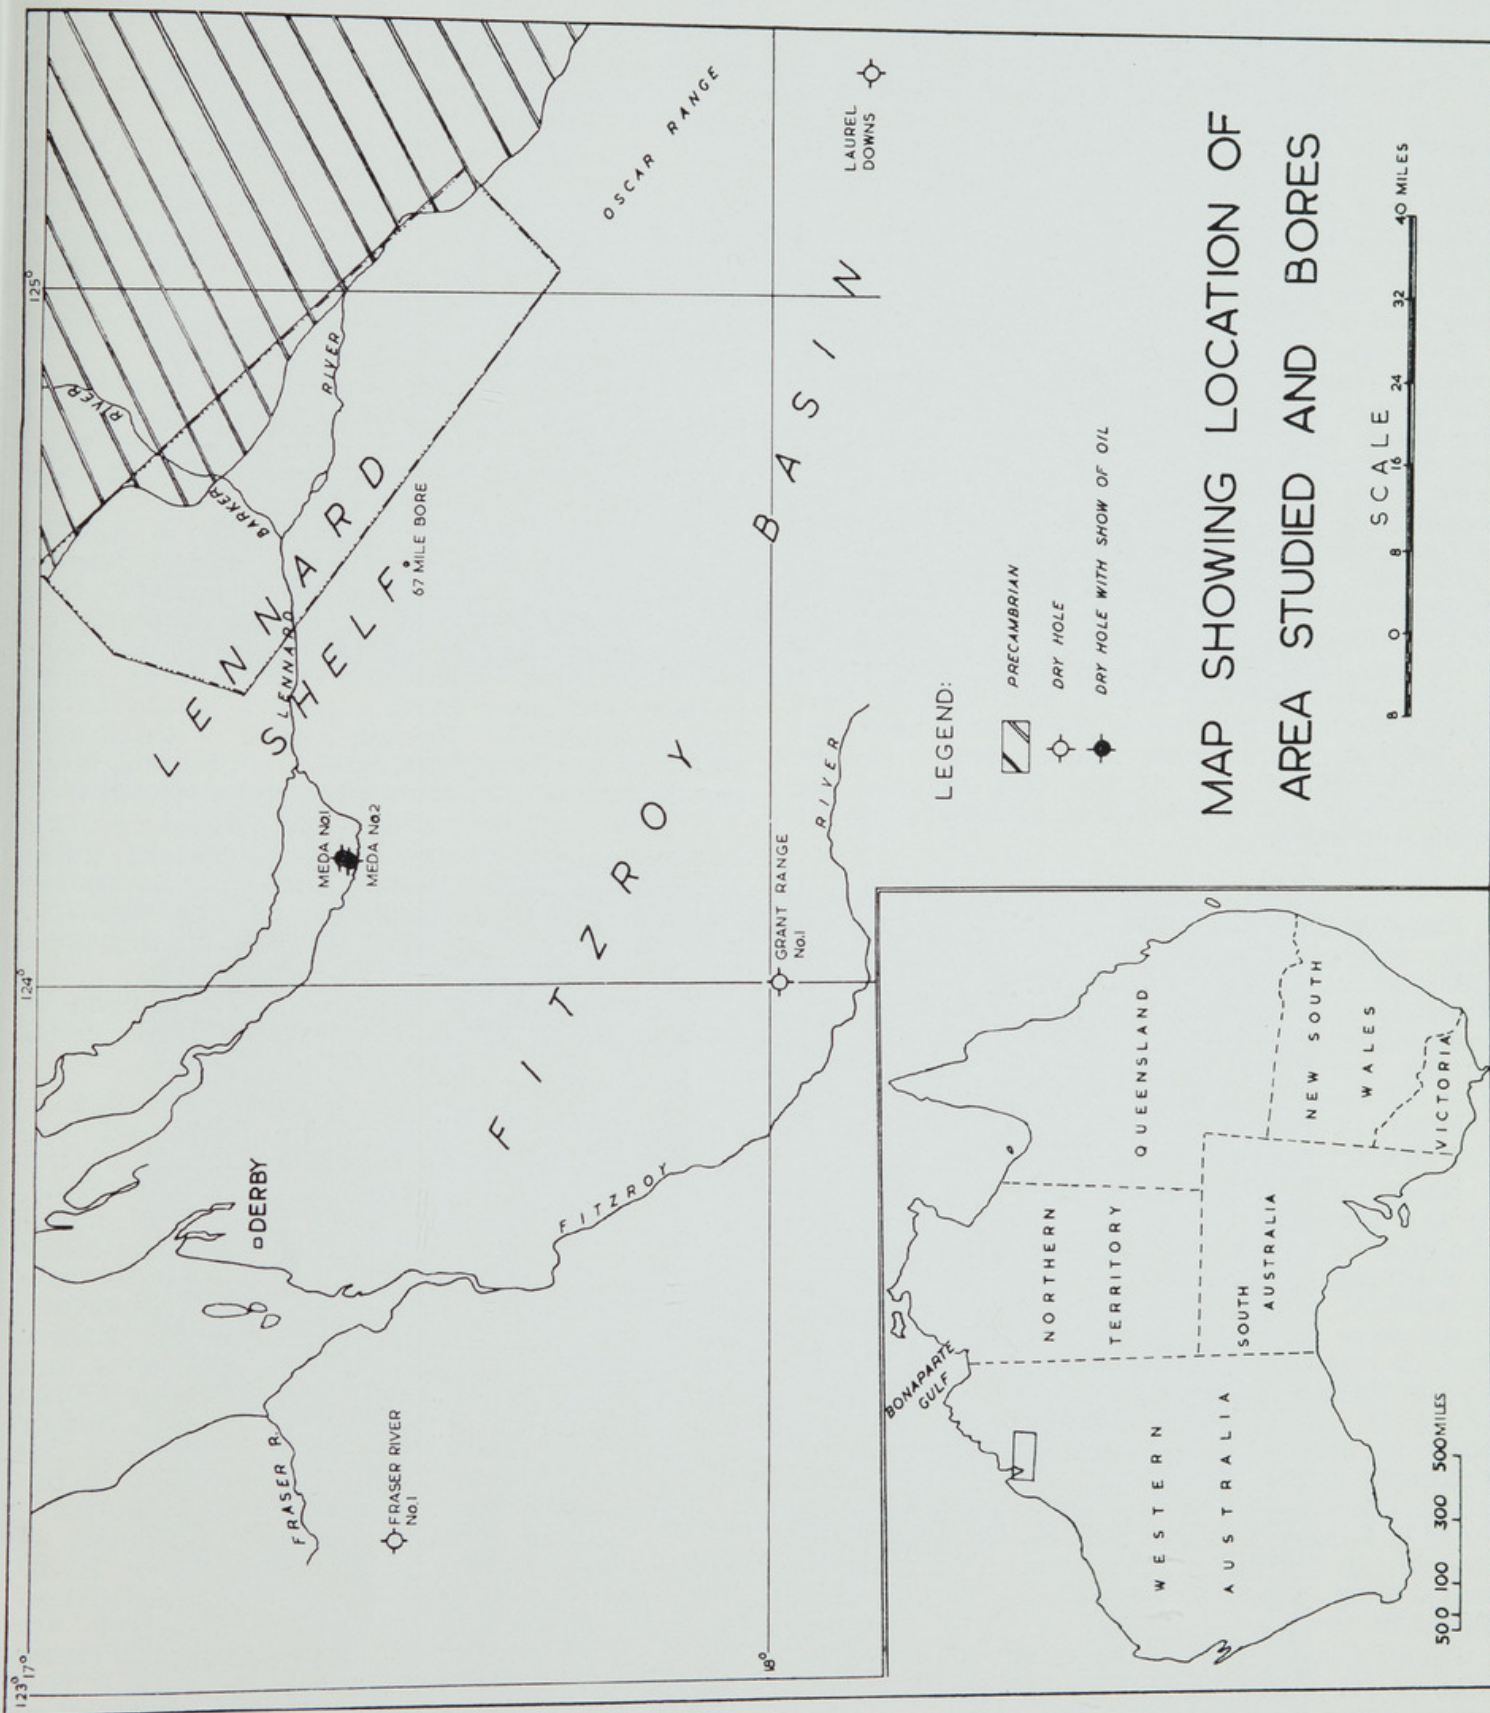 123°
17°
124°
125°
18°
LENNARD
SHELF
FITZROY BASIN
OSCAR RANGE
BARKER RIVER
LENNARD RIVER
67 MILE BORE
MEDA No.1
MEDA No.2
DERBY
FITZROY RIVER
FRASER R.
FRASER RIVER
No.1
GRANT RANGE
No.1
LAUREL
DOWNS
LEGEND:
PRECAMBRIAN
DRY HOLE
DRY HOLE WITH SHOW OF OIL
MAP SHOWING LOCATION OF
AREA STUDIED AND BORES
SCALE
8 0 8 16 24 32 40 MILES
BONAPARTE
GULF
NORTHERN
TERRITORY
QUEENSLAND
WESTERN
AUSTRALIA
SOUTH
AUSTRALIA
NEW SOUTH
WALES
VICTORIA
50 0 100 300 500 MILES